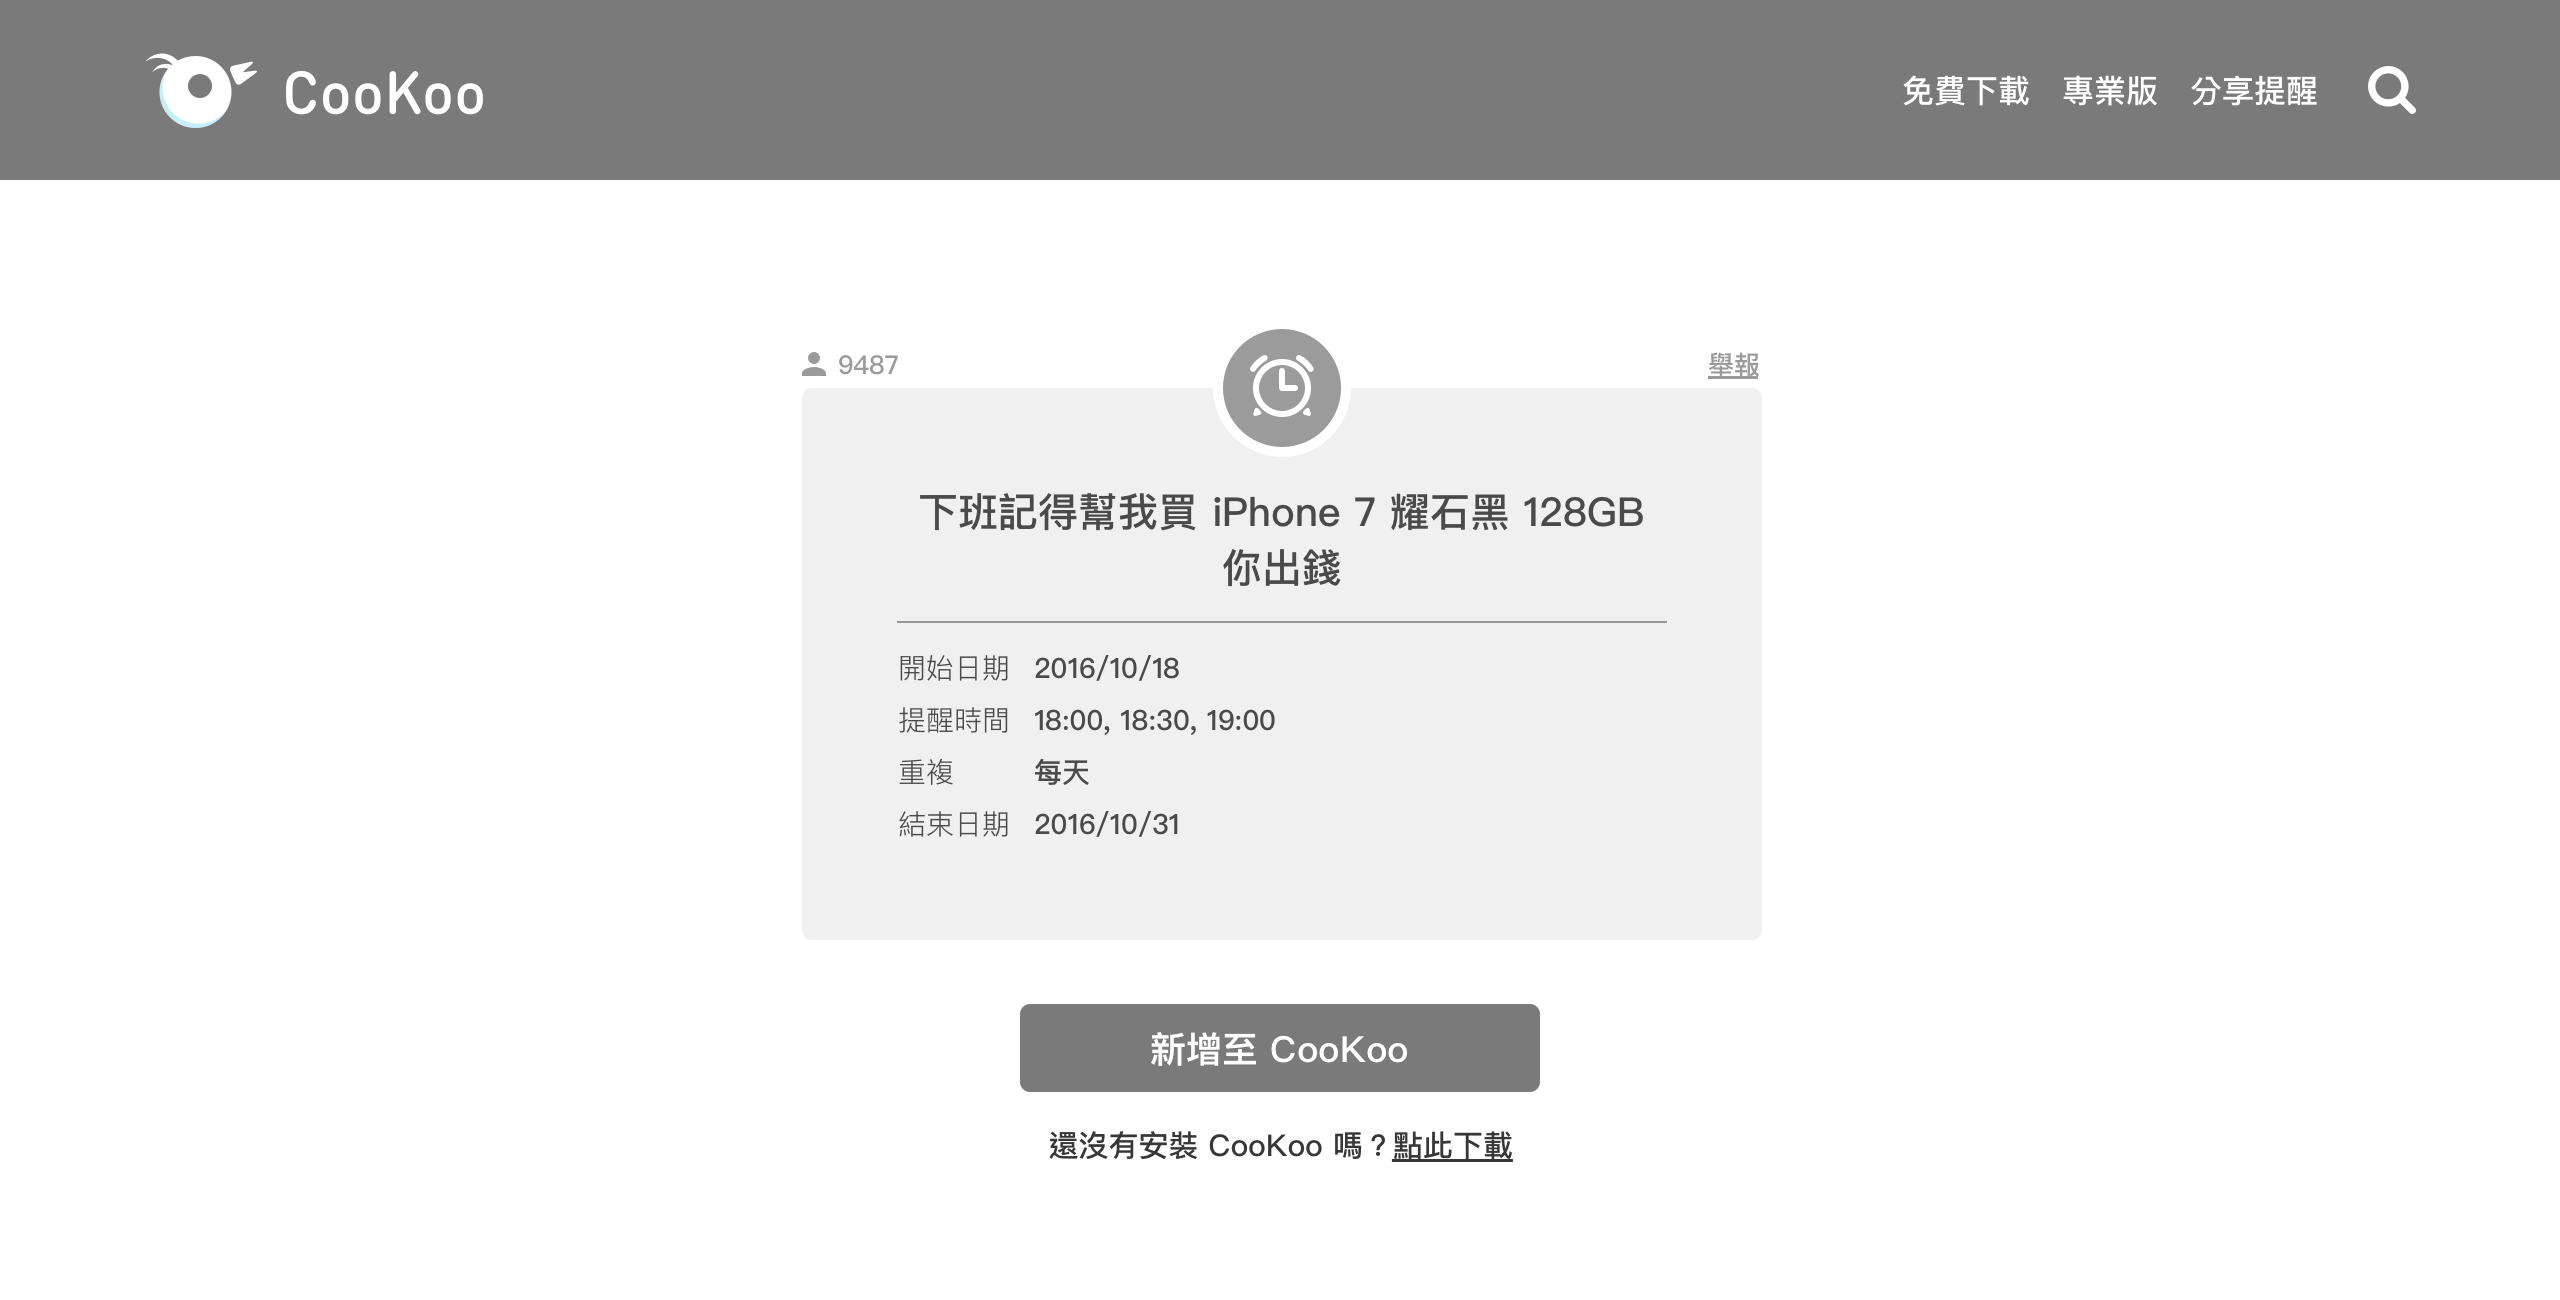 CooKoo
免費下載 專業版 分享提醒
9487
舉報
下班記得幫我買 iPhone 7 耀石黑 128GB
你出錢
開始日期 2016/10/18
提醒時間 18:00, 18:30, 19:00
重複 每天
結束日期 2016/10/31
新增至 CooKoo
還沒有安裝 CooKoo 嗎？點此下載